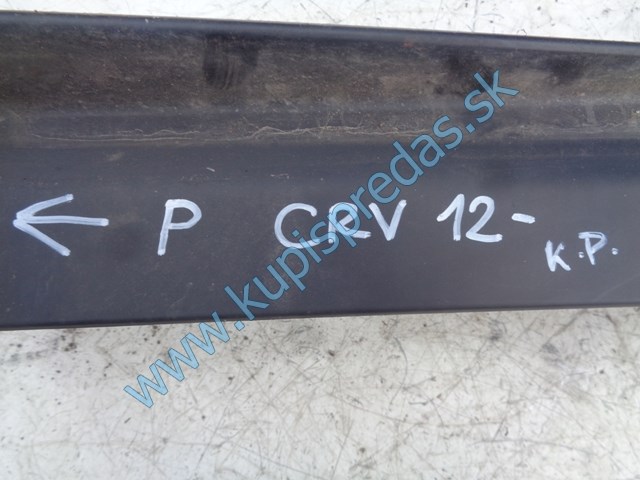 ← P CRV 12-
K.P.
www.kupispredas.sk